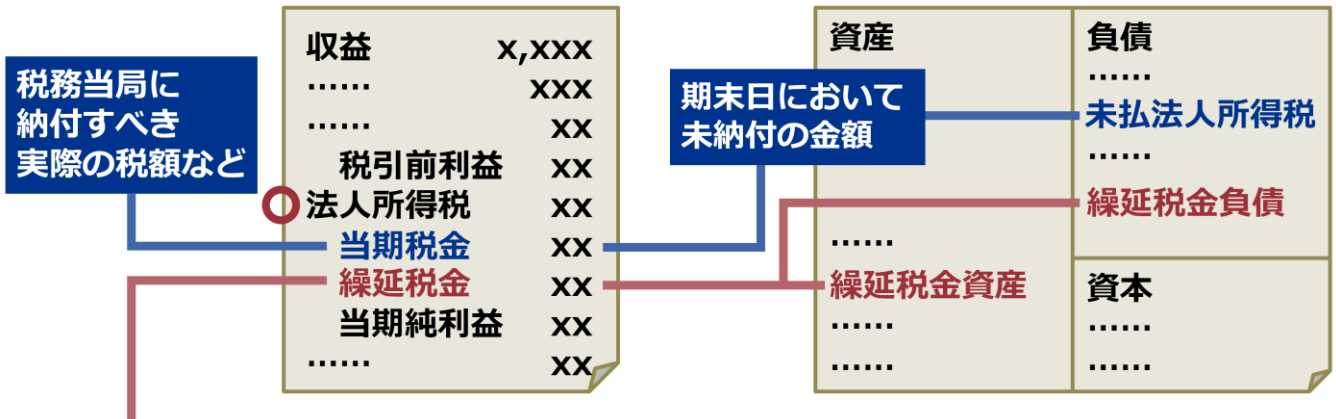 税務当局に
納付すべき
実際の税額など
収益 x,xxx
…… xxx
…… xx
税引前利益 xx
法人所得税 xx
当期税金 xx
繰延税金 xx
当期純利益 xx
…… xx
期末日において
未納付の金額
資産
……
繰延税金資産
……
……
負債
……
未払法人所得税
……
繰延税金負債
資本
……
……